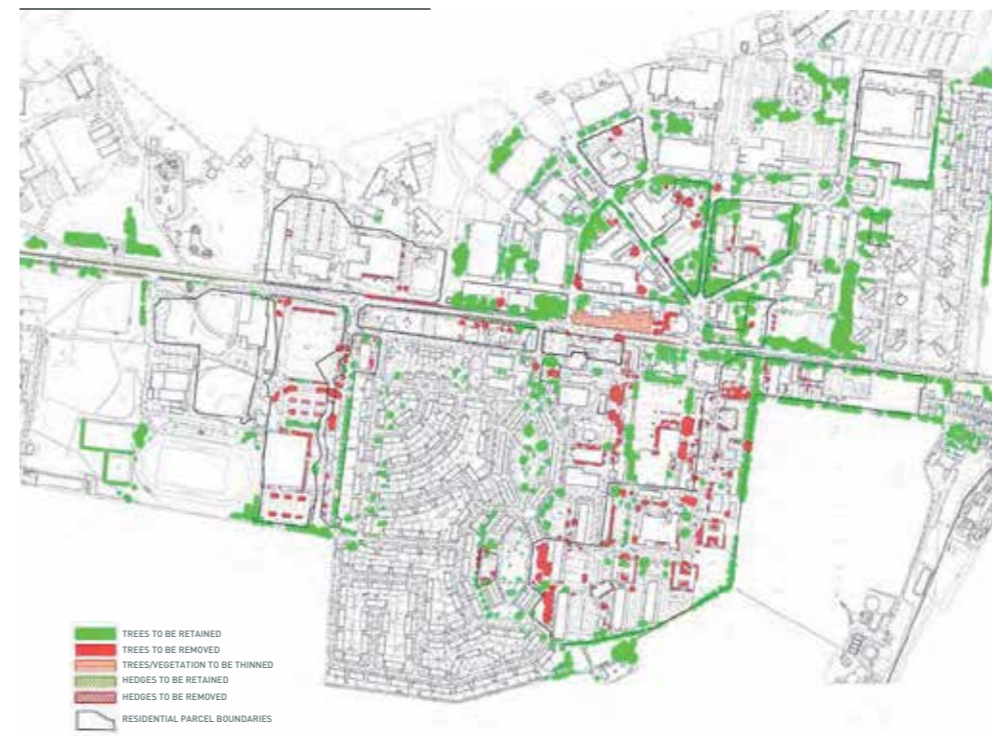 TREES TO BE RETAINED
TREES TO BE REMOVED
TREES/VEGETATION TO BE THINNED
HEDGES TO BE RETAINED
HEDGES TO BE REMOVED
RESIDENTIAL PARCEL BOUNDARIES